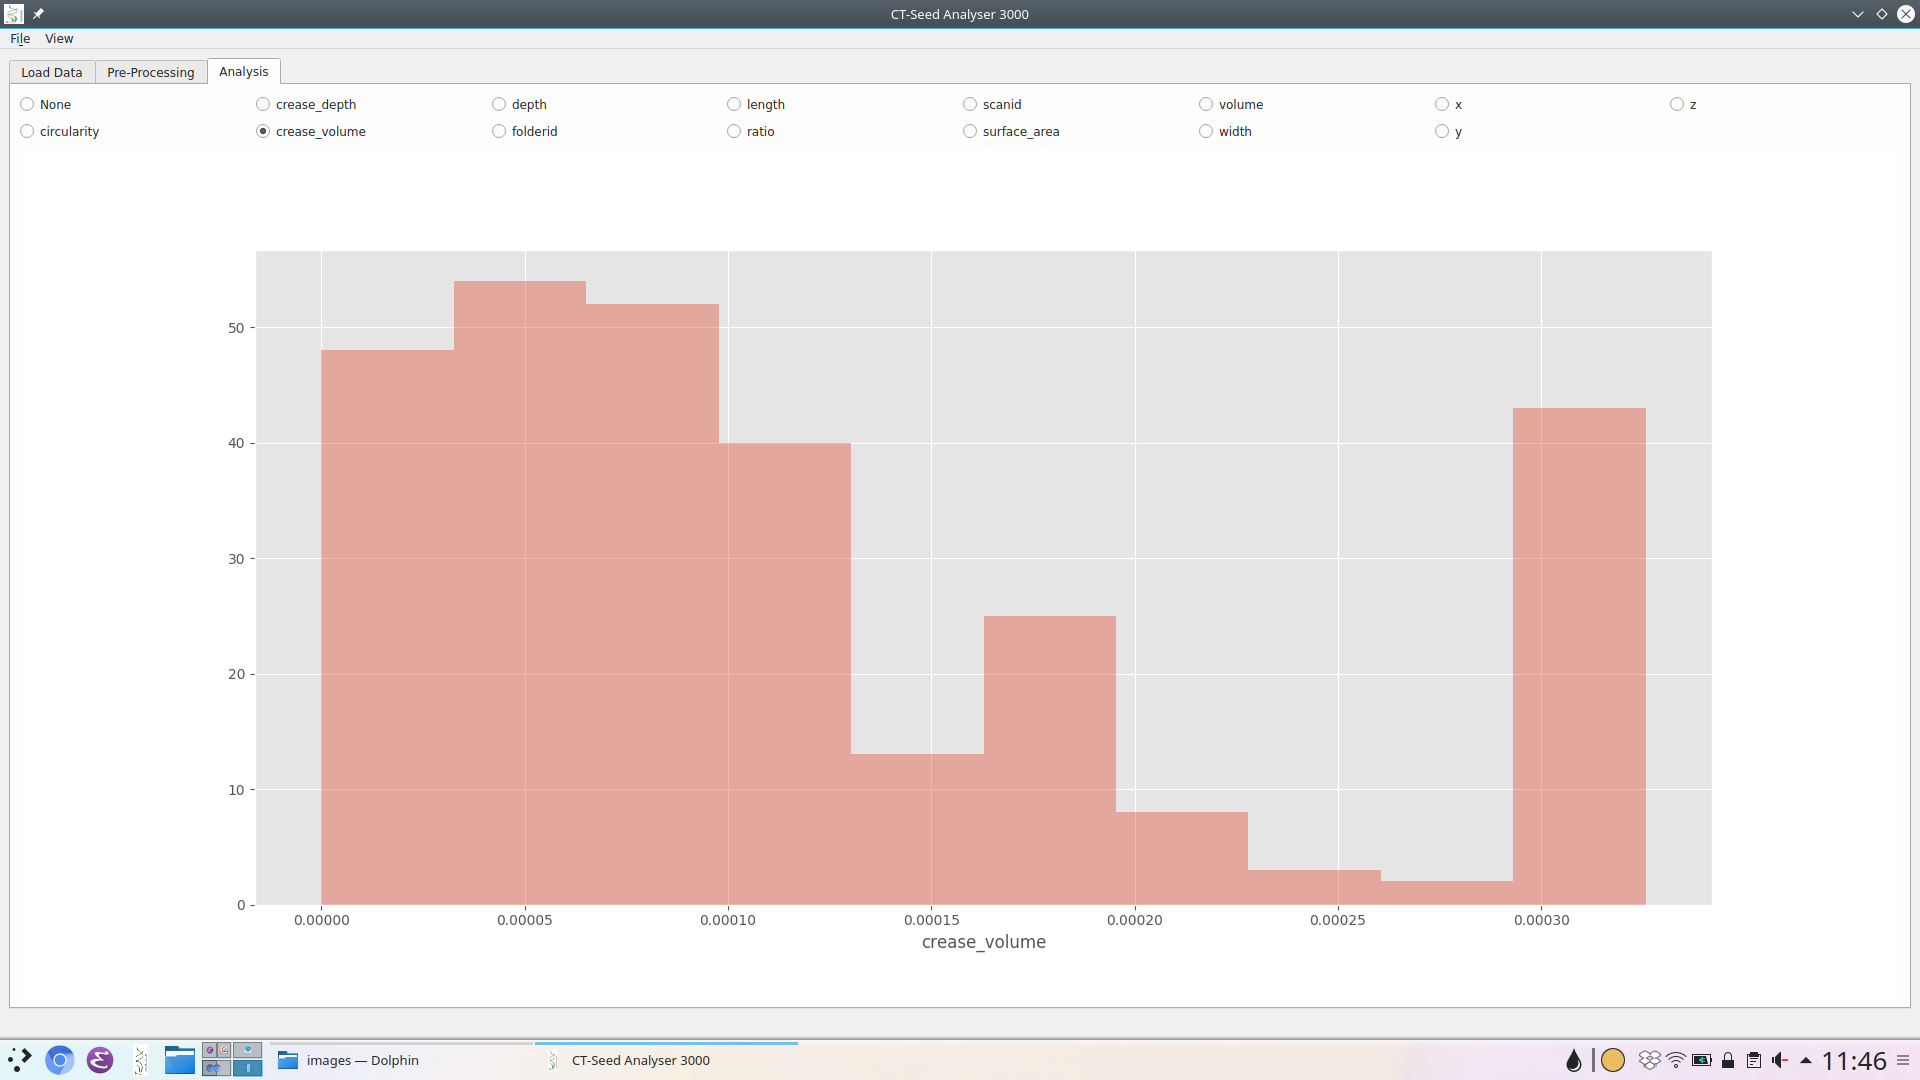 CT-Seed Analyser 3000
File View
Load Data Pre-Processing Analysis
None crease_depth depth length scanid volume x z
circularity crease_volume folderid ratio surface_area width y
50
40
30
20
10
0
0.00000 0.00005 0.00010 0.00015 0.00020 0.00025 0.00030
crease_volume
images — Dolphin CT-Seed Analyser 3000 11:46